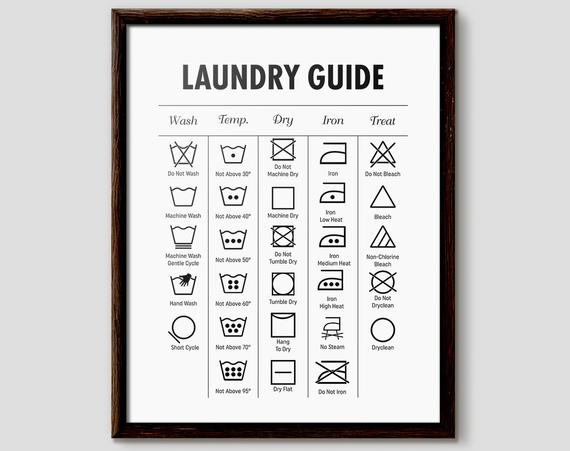 LAUNDRY GUIDE
Wash
Temp.
Dry
Iron
Treat
Do Not Wash
Not Above 30°
Do Not
Machine Dry
Iron
Do Not Bleach
Machine Wash
Not Above 40°
Machine Dry
Iron
Low Heat
Bleach
Machine Wash
Gentle Cycle
Not Above 50°
Do Not
Tumble Dry
Iron
Medium Heat
Non-Chlorine
Bleach
Hand Wash
Not Above 60°
Tumble Dry
Iron
High Heat
Do Not
Dryclean
Short Cycle
Not Above 70°
Hang
To Dry
No Steam
Dryclean
Not Above 95°
Dry Flat
Do Not Iron